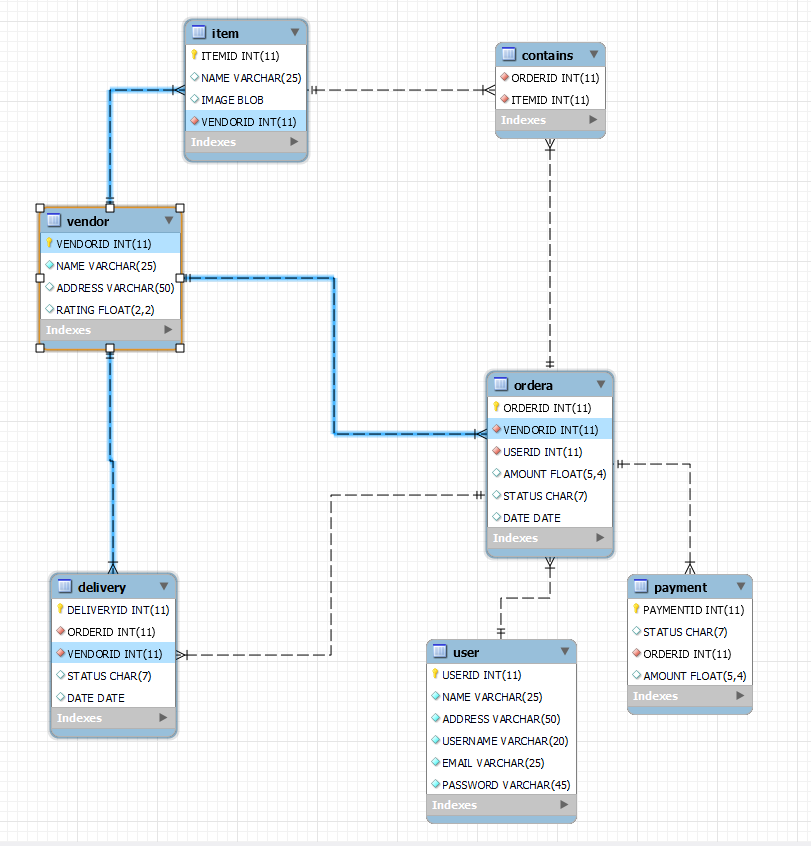 item
ITEMID INT(11)
NAME VARCHAR(25)
IMAGE BLOB
VENDORID INT(11)
Indexes
contains
ORDERID INT(11)
ITEMID INT(11)
Indexes
vendor
VENDORID INT(11)
NAME VARCHAR(25)
ADDRESS VARCHAR(50)
RATING FLOAT(2,2)
Indexes
ordera
ORDERID INT(11)
VENDORID INT(11)
USERID INT(11)
AMOUNT FLOAT(5,4)
STATUS CHAR(7)
DATE DATE
Indexes
delivery
DELIVERYID INT(11)
ORDERID INT(11)
VENDORID INT(11)
STATUS CHAR(7)
DATE DATE
Indexes
user
USERID INT(11)
NAME VARCHAR(25)
ADDRESS VARCHAR(50)
USERNAME VARCHAR(20)
EMAIL VARCHAR(25)
PASSWORD VARCHAR(45)
Indexes
payment
PAYMENTID INT(11)
STATUS CHAR(7)
ORDERID INT(11)
AMOUNT FLOAT(5,4)
Indexes